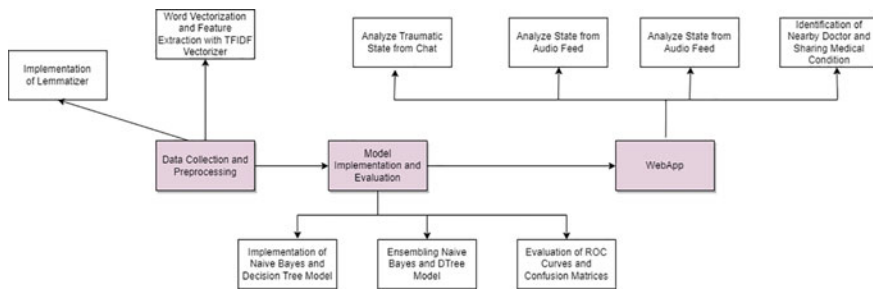 Word Vectorization
and Feature
Extraction with TFIDF
Vectorizer
Analyze Traumatic
State from Chat
Analyze State from
Audio Feed
Analyze State from
Audio Feed
Identification of
Nearby Doctor and
Sharing Medical
Condition
Implementation
of Lemmatizer
Data Collection and
Preprocessing
Model
Implementation and
Evaluation
WebApp
Implementation of
Naive Bayes and
Decision Tree Model
Ensembling Naive
Bayes and DTree
Model
Evaluation of ROC
Curves and
Confusion Matrices